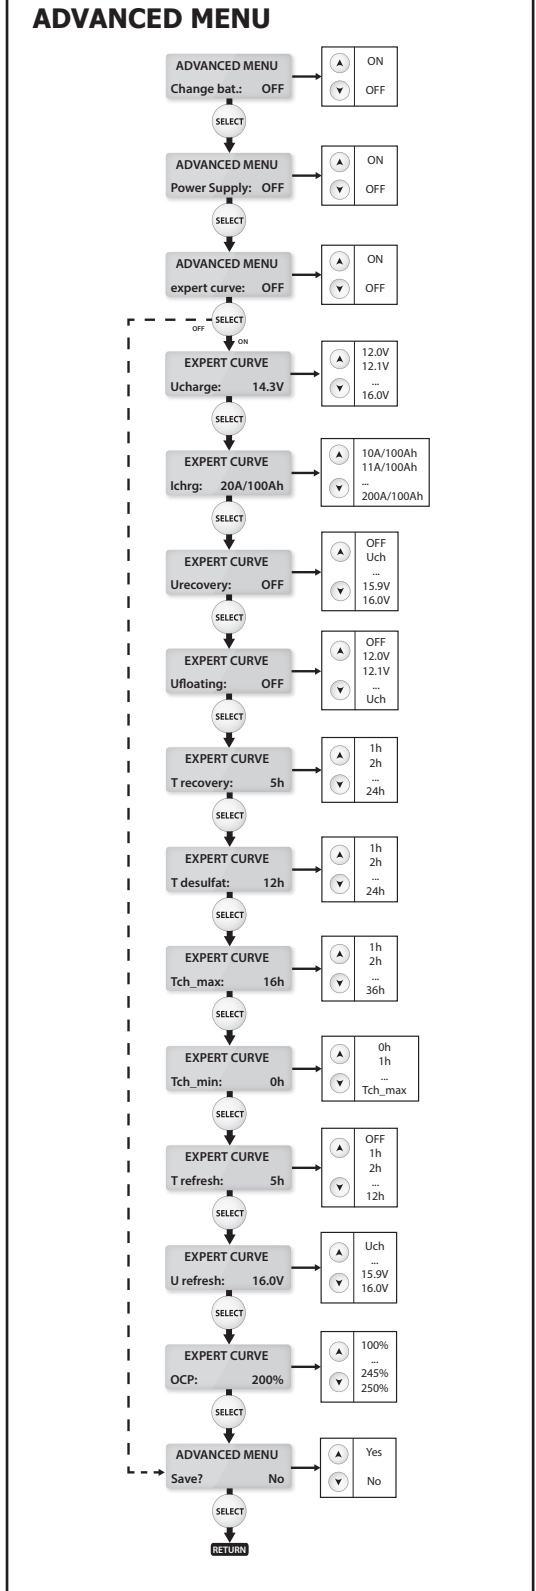 ADVANCED MENU
ADVANCED MENU
Change bat.: OFF
ON
OFF
SELECT
ADVANCED MENU
Power Supply: OFF
ON
OFF
SELECT
ADVANCED MENU
expert curve: OFF
ON
OFF
SELECT
OFF
ON
EXPERT CURVE
Ucharge: 14.3V
12.0V
12.1V
...
16.0V
SELECT
EXPERT CURVE
Ichrg: 20A/100Ah
10A/100Ah
11A/100Ah
...
200A/100Ah
SELECT
EXPERT CURVE
Urecovery: OFF
OFF
Uch
...
15.9V
16.0V
SELECT
EXPERT CURVE
Ufloating: OFF
OFF
12.0V
12.1V
...
Uch
SELECT
EXPERT CURVE
T recovery: 5h
1h
2h
...
24h
SELECT
EXPERT CURVE
T desulfat: 12h
1h
2h
...
24h
SELECT
EXPERT CURVE
Tch_max: 16h
1h
2h
...
36h
SELECT
EXPERT CURVE
Tch_min: 0h
0h
1h
...
Tch_max
SELECT
EXPERT CURVE
T refresh: 5h
OFF
1h
2h
...
12h
SELECT
EXPERT CURVE
U refresh: 16.0V
Uch
...
15.9V
16.0V
SELECT
EXPERT CURVE
OCP: 200%
100%
...
245%
250%
SELECT
ADVANCED MENU
Save? No
Yes
No
SELECT
RETURN